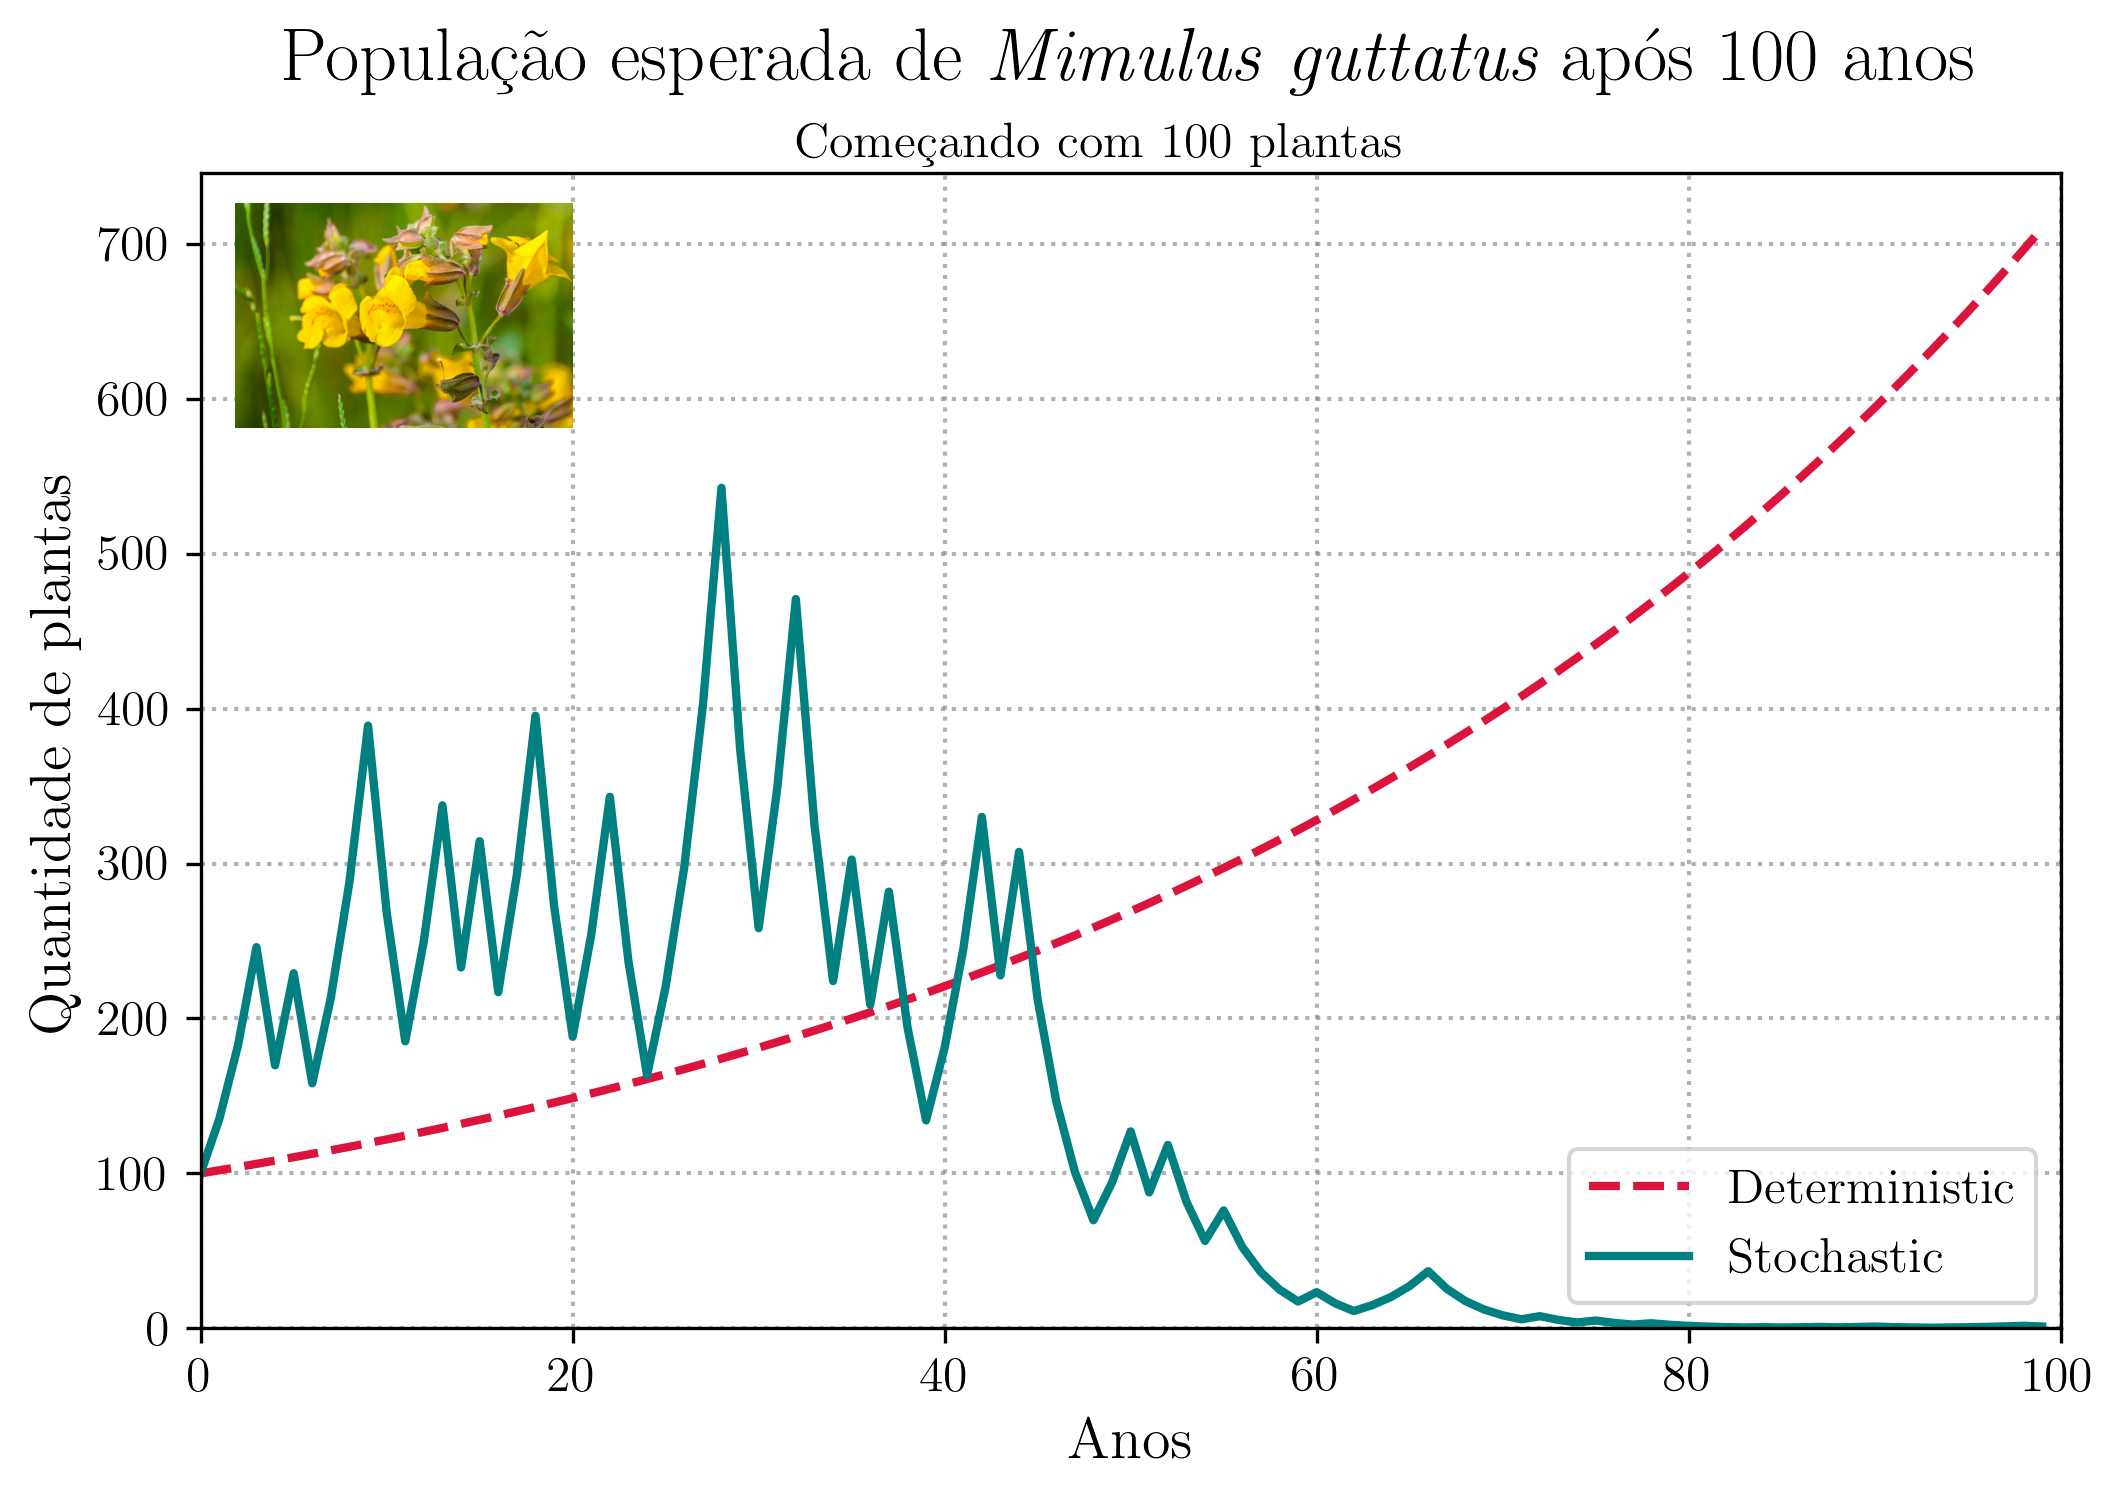 População esperada de Mimulus guttatus após 100 anos
Começando com 100 plantas
Quantidade de plantas
700
600
500
400
300
200
100
0
0 20 40 60 80 100
Anos
Deterministic
Stochastic